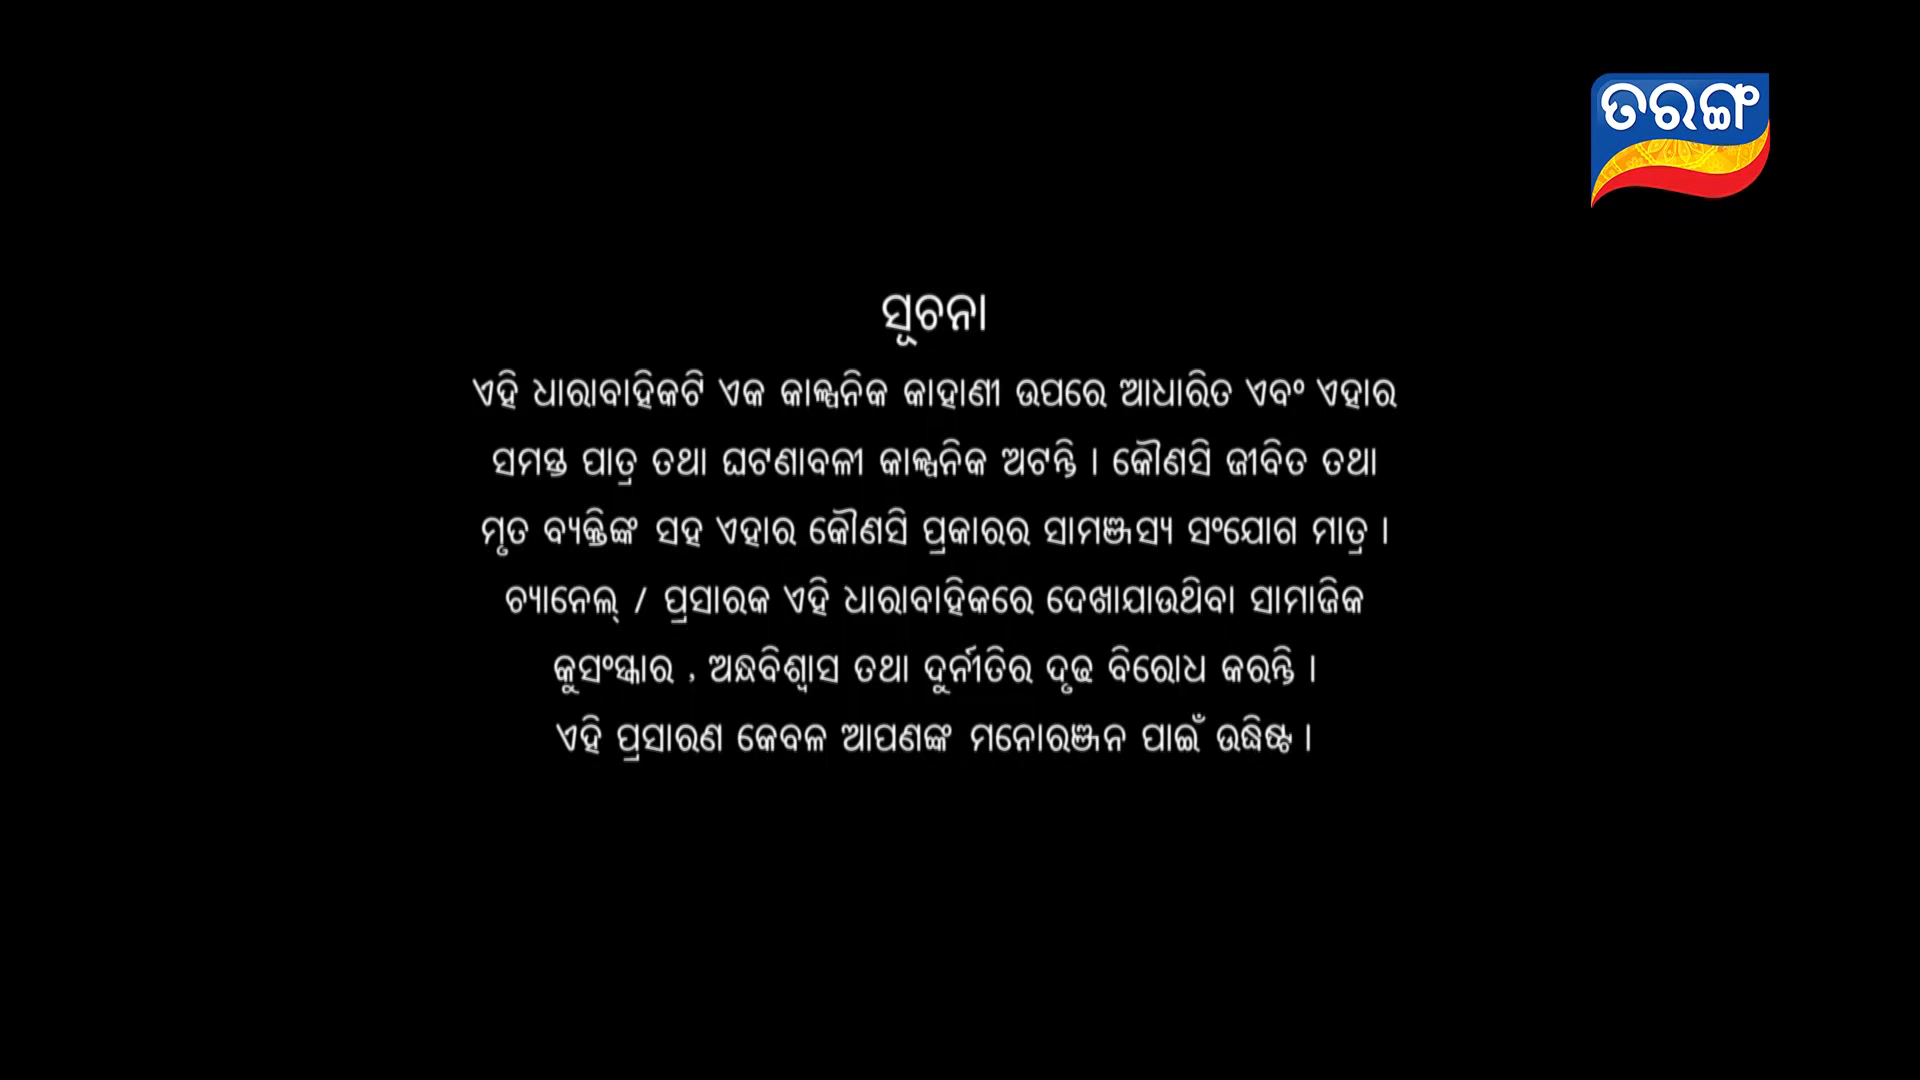 ତରଙ୍ଗ
ସୂଚନା
ଏହି ଧାରାବାହିକଟି ଏକ କାଳ୍ପନିକ କାହାଣୀ ଉପରେ ଆଧାରିତ ଏବଂ ଏହାର
ସମସ୍ତ ପାତ୍ର ତଥା ଘଟଣାବଳୀ କାଳ୍ପନିକ ଅଟନ୍ତି । କୌଣସି ଜୀବିତ ତଥା
ମୃତ ବ୍ୟକ୍ତିଙ୍କ ସହ ଏହାର କୌଣସି ପ୍ରକାରର ସାମଞ୍ଜସ୍ୟ ସଂଯୋଗ ମାତ୍ର ।
ଚ୍ୟାନେଲ୍ / ପ୍ରସାରକ ଏହି ଧାରାବାହିକରେ ଦେଖାଯାଉଥିବା ସାମାଜିକ
କୁସଂସ୍କାର , ଅନ୍ଧବିଶ୍ୱାସ ତଥା ଦୁର୍ନୀତିର ଦୃଢ ବିରୋଧ କରନ୍ତି ।
ଏହି ପ୍ରସାରଣ କେବଳ ଆପଣଙ୍କ ମନୋରଞ୍ଜନ ପାଇଁ ଉଦ୍ଧିଷ୍ଟ ।